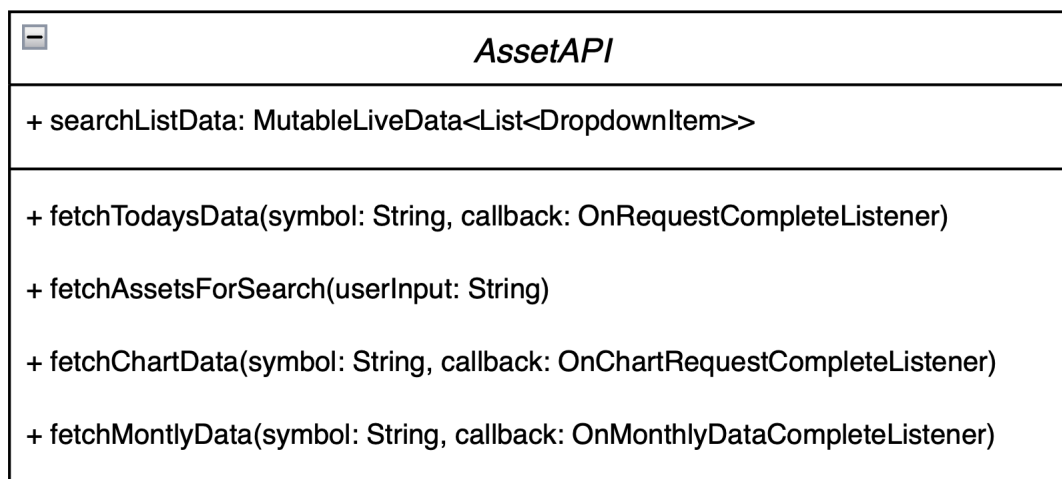 AssetAPI
+ searchListData: MutableLiveData<List<DropdownItem>>
+ fetchTodaysData(symbol: String, callback: OnRequestCompleteListener)
+ fetchAssetsForSearch(userInput: String)
+ fetchChartData(symbol: String, callback: OnChartRequestCompleteListener)
+ fetchMontlyData(symbol: String, callback: OnMonthlyDataCompleteListener)